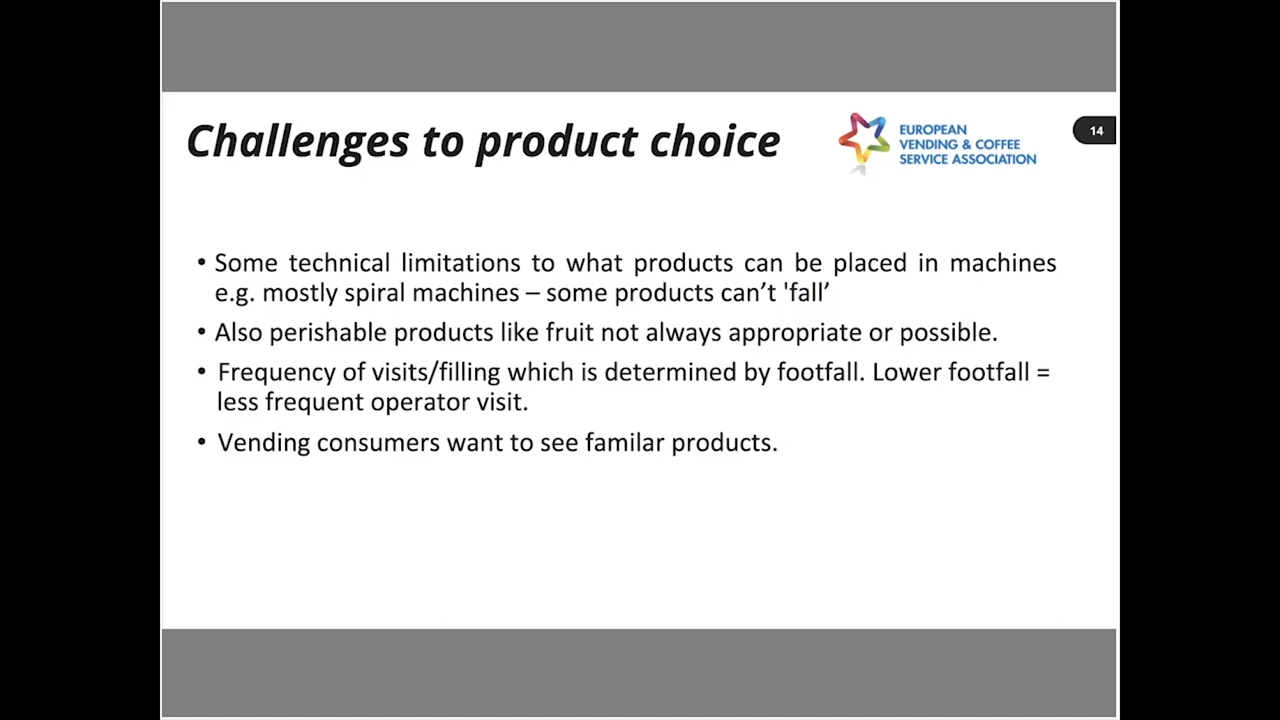 Challenges to product choice
EUROPEAN
VENDING & COFFEE
SERVICE ASSOCIATION
14
• Some technical limitations to what products can be placed in machines
e.g. mostly spiral machines – some products can’t 'fall’
• Also perishable products like fruit not always appropriate or possible.
• Frequency of visits/filling which is determined by footfall. Lower footfall =
less frequent operator visit.
• Vending consumers want to see familar products.